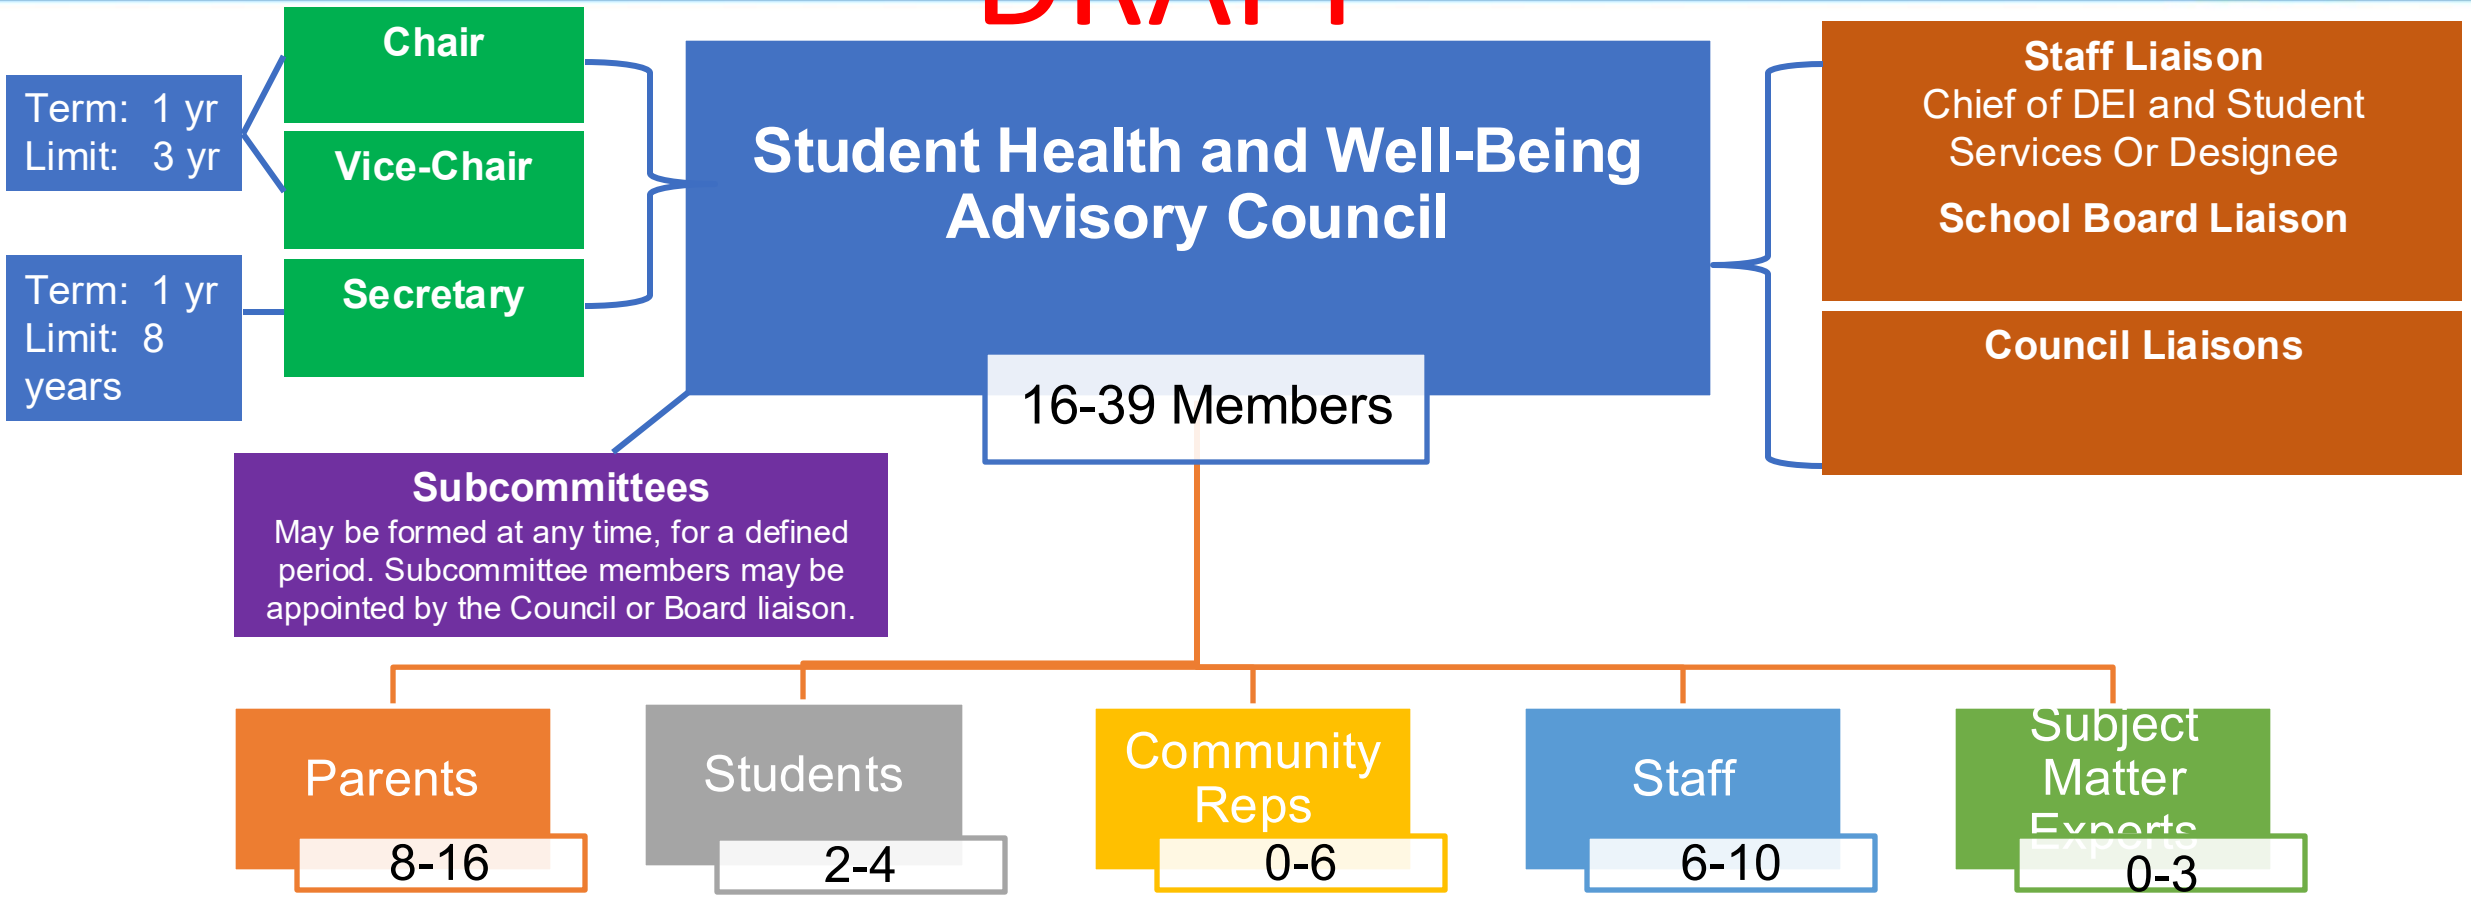 DRAFT
Chair
Term: 1 yr
Limit: 3 yr
Vice-Chair
Term: 1 yr
Limit: 8
years
Secretary
Student Health and Well-Being
Advisory Council
16-39 Members
Staff Liaison
Chief of DEI and Student
Services Or Designee
School Board Liaison
Council Liaisons
Subcommittees
May be formed at any time, for a defined
period. Subcommittee members may be
appointed by the Council or Board liaison.
Parents
8-16
Students
2-4
Community
Reps
0-6
Staff
6-10
Subject
Matter
Experts
0-3